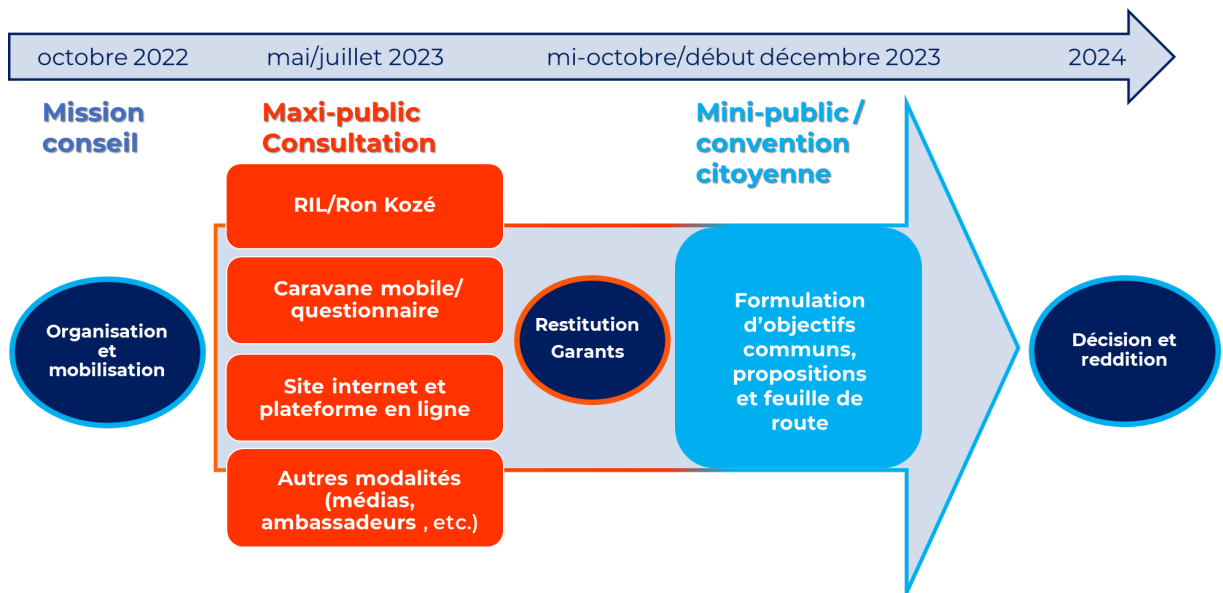 octobre 2022
mai/juillet 2023
mi-octobre/début décembre 2023
2024
Mission
conseil
Maxi-public
Consultation
Mini-public /
convention
citoyenne
Organisation
et
mobilisation
RIL/Ron Kozé
Caravane mobile/
questionnaire
Site internet et
plateforme en ligne
Autres modalités
(médias,
ambassadeurs , etc.)
Restitution
Garants
Formulation
d’objectifs
communs,
propositions
et feuille de
route
Décision et
reddition